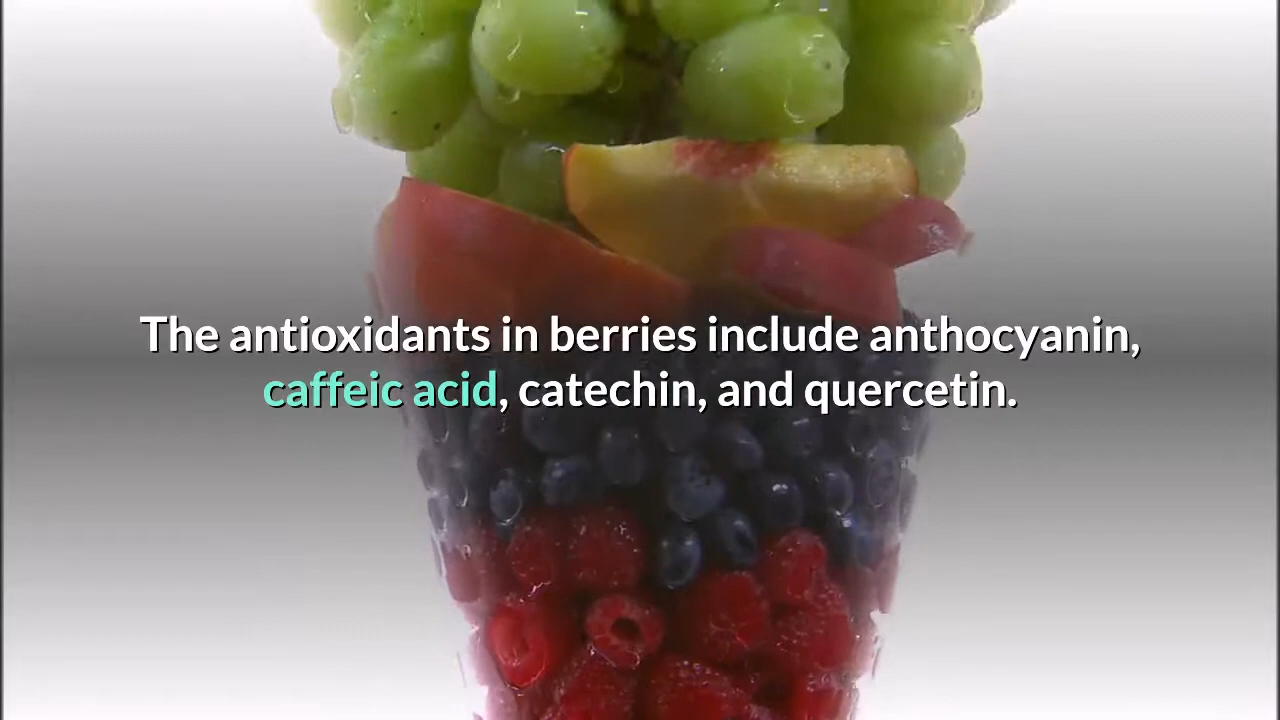 The antioxidants in berries include anthocyanin,
caffeic acid, catechin, and quercetin.